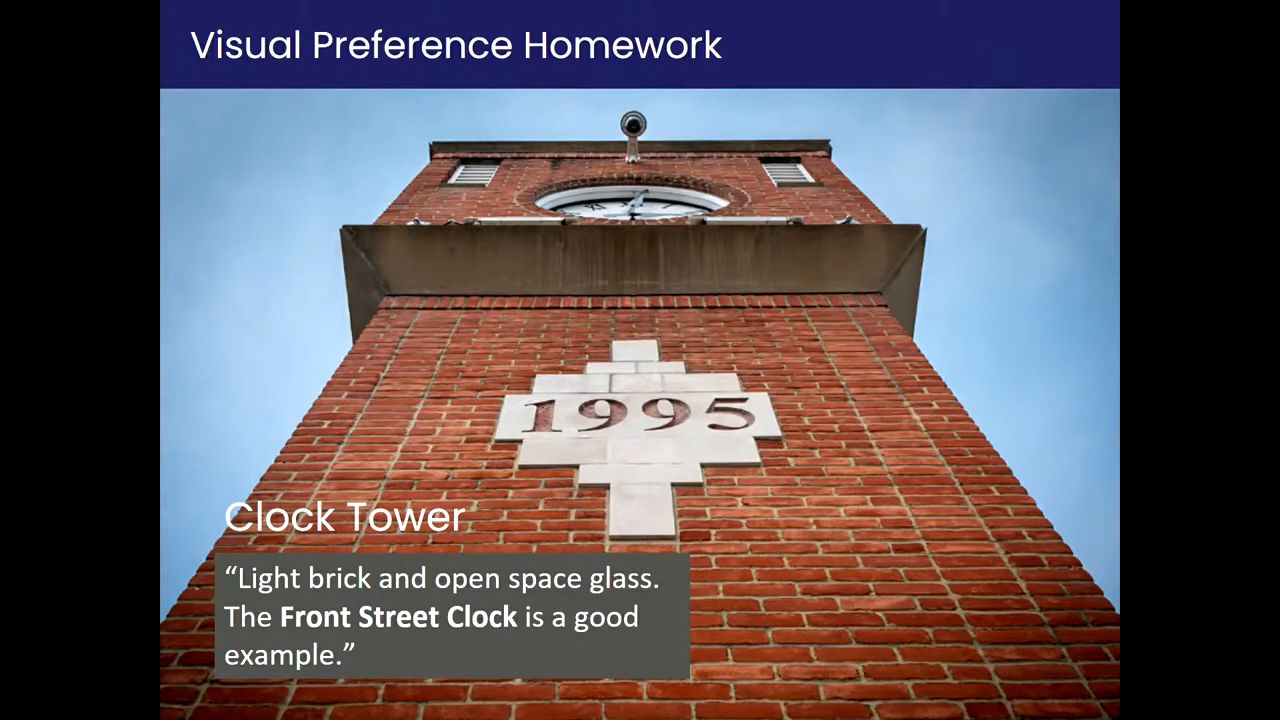 Visual Preference Homework
1995
Clock Tower
“Light brick and open space glass.
The Front Street Clock is a good
example.”